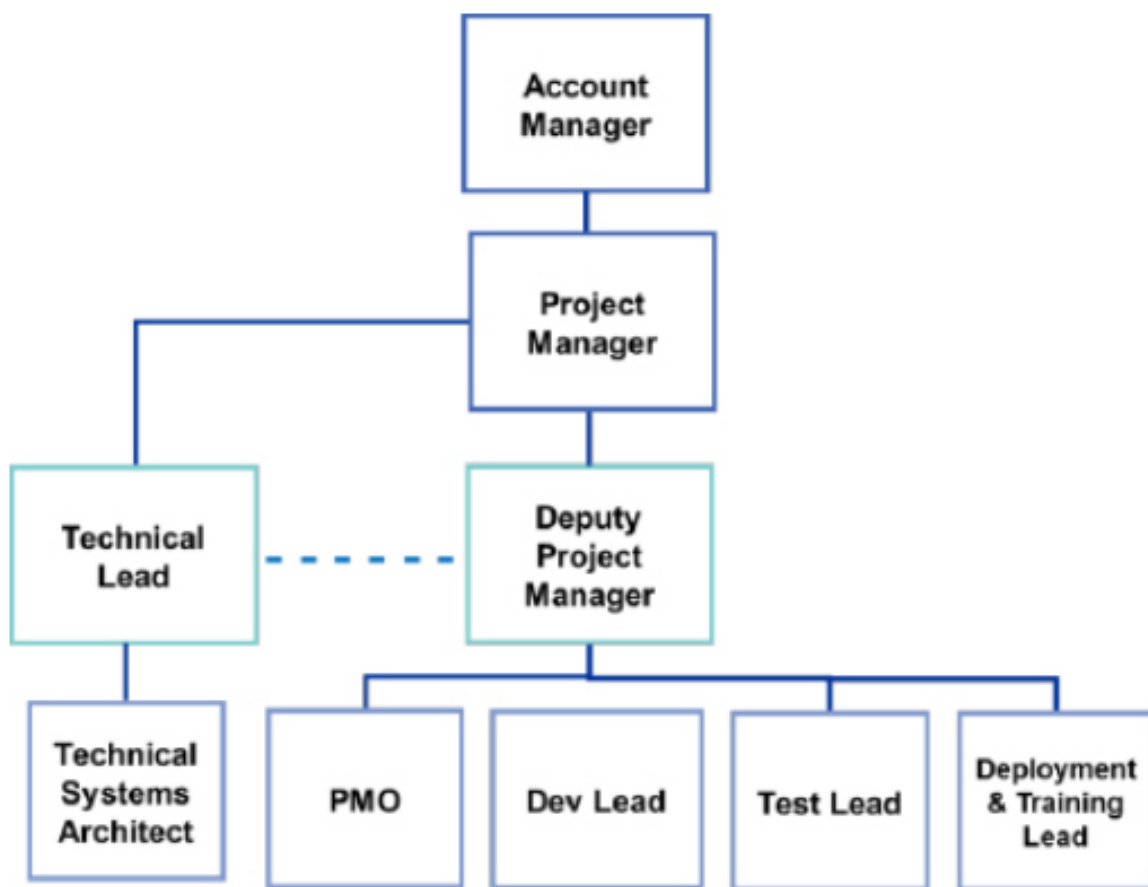 Account
Manager
Project
Manager
Technical
Lead
Deputy
Project
Manager
Technical
Systems
Architect
PMO
Dev Lead
Test Lead
Deployment
& Training
Lead